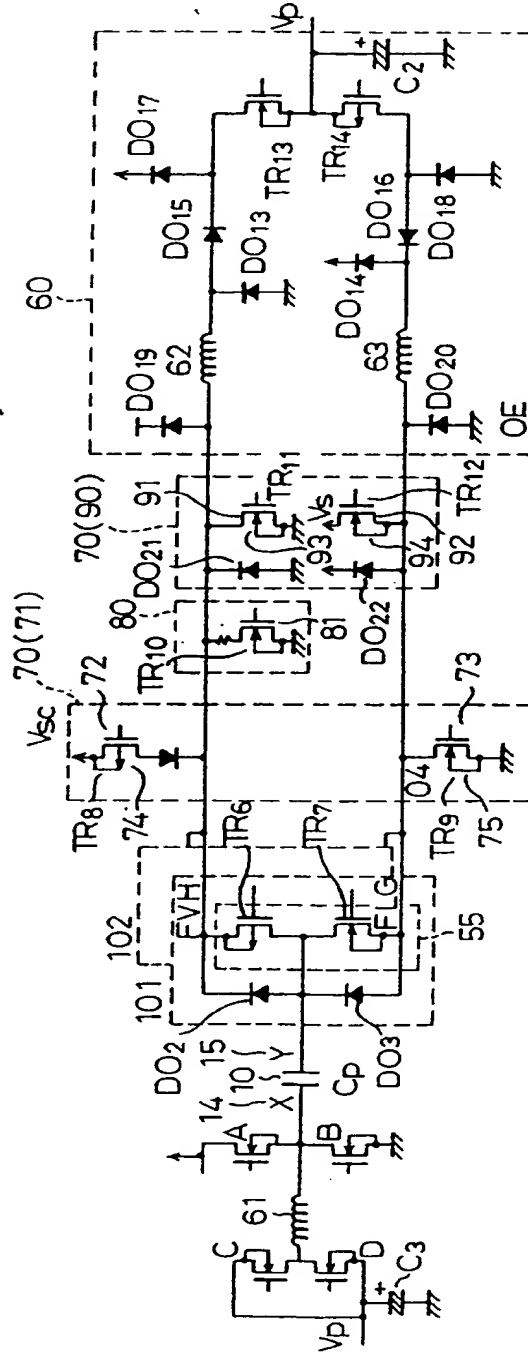 60
Vp
C2
+
DO17
TR13
TR14
DO15
DO16
DO13
DO18
DO14
62
63
DO19
DO20
OE
70(90)
91
TR11
DO21
Vs
93
TR12
94
92
DO22
80
81
TR10
70(71)
Vsc
72
TR8
74
73
04
TR9
75
TR6
TR7
FVH
FLG
102
101
55
DO2
DO3
14 10 15
X Y
Cp
A
B
61
C
D
Vp
C3
+